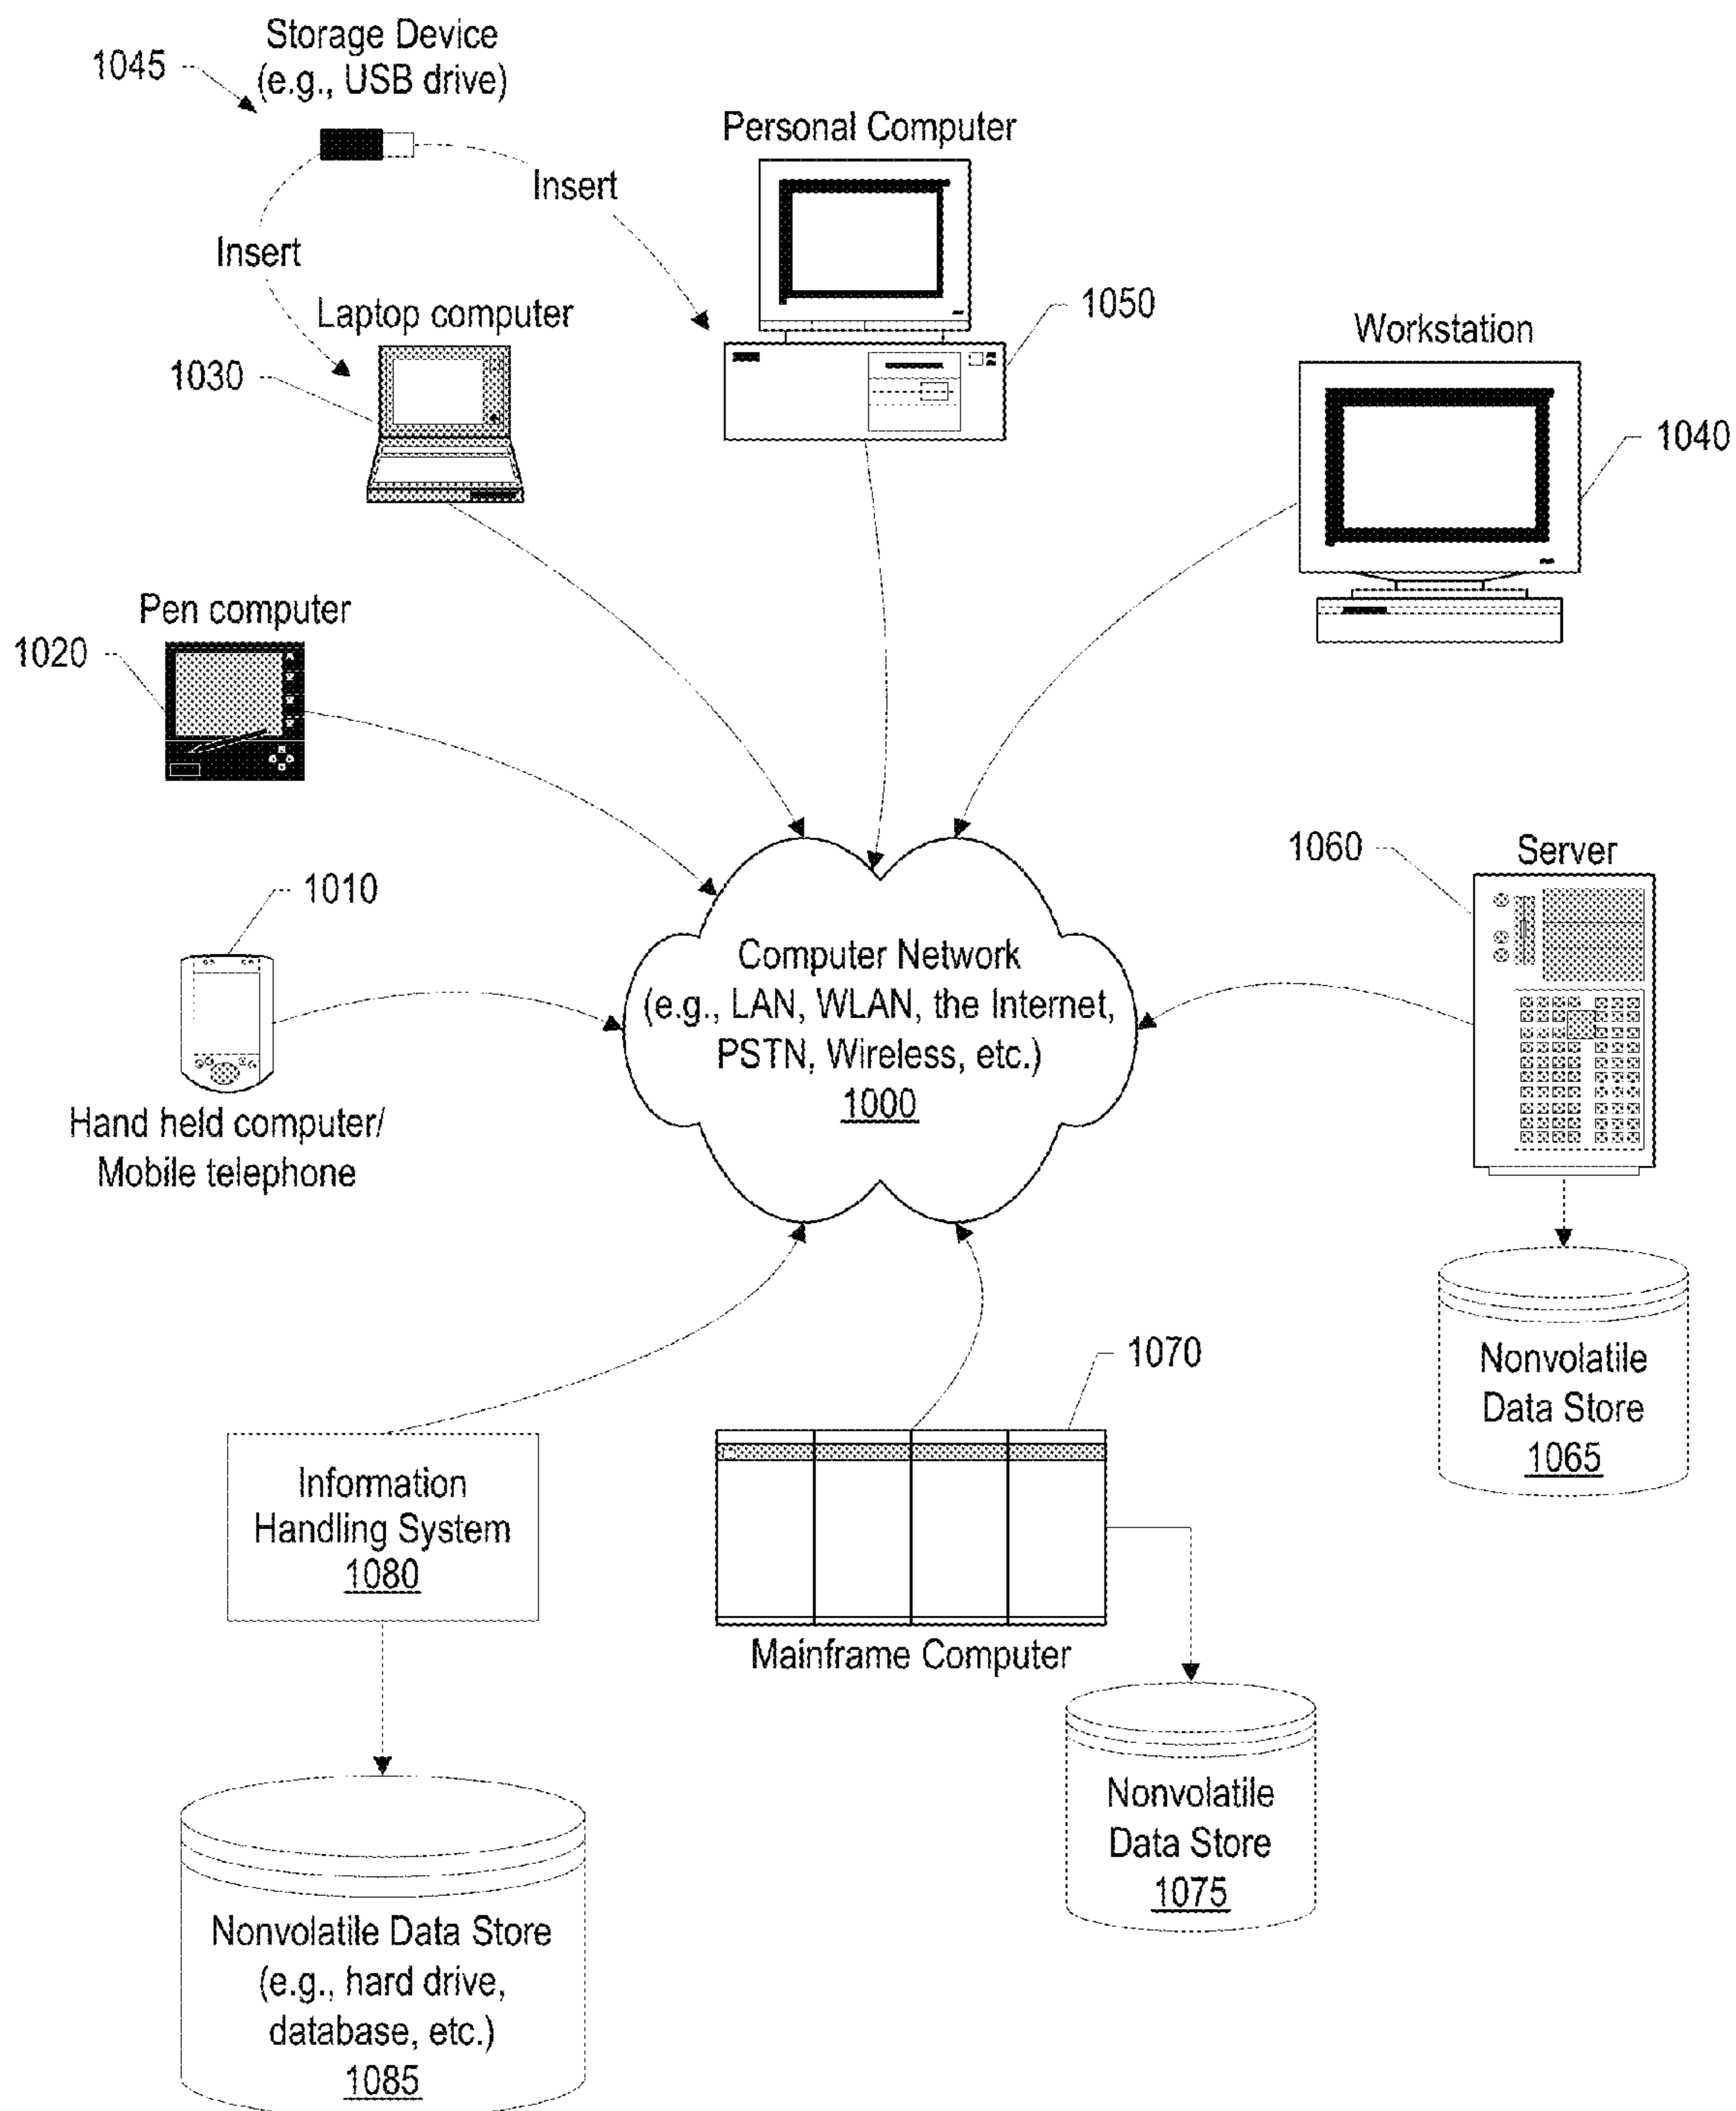 Storage Device
(e.g., USB drive)
1045
Insert
Insert
Personal Computer
1050
Laptop computer
1030
Workstation
1040
Pen computer
1020
1010
Hand held computer/
Mobile telephone
Computer Network
(e.g., LAN, WLAN, the Internet,
PSTN, Wireless, etc.)
1000
1060
Server
Nonvolatile
Data Store
1065
1070
Mainframe Computer
Nonvolatile
Data Store
1075
Information
Handling System
1080
Nonvolatile Data Store
(e.g., hard drive,
database, etc.)
1085